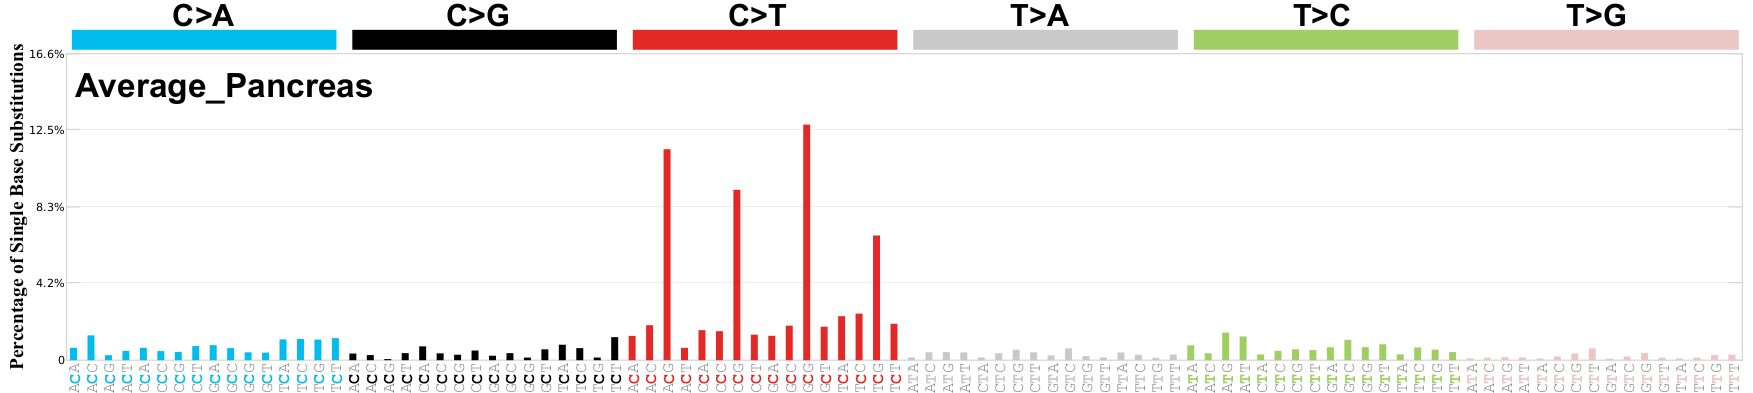 C>A C>G C>T T>A T>C T>G
Percentage of Single Base Substitutions
16.6%
Average_Pancreas
12.5%
8.3%
4.2%
0
ACA ACC ACG ACT CCA CCC CCG CCT GCA GCC GCG GCT TCA TCC TCG TCT ACA ACC ACG ACT CCA CCC CCG CCT GCA GCC GCG GCT TCA TCC TCG TCT ACA ACC ACG ACT CCA CCC CCG CCT GCA GCC GCG GCT TCA TCC TCG TCT ATA ATC ATG ATT CTA CTC CTG CTT GTA GTC GTG GTT TTA TTC TTG TTT ATA ATC ATG ATT CTA CTC CTG CTT GTA GTC GTG GTT TTA TTC TTG TTT ATA ATC ATG ATT CTA CTC CTG CTT GTA GTC GTG GTT TTA TTC TTG TTT